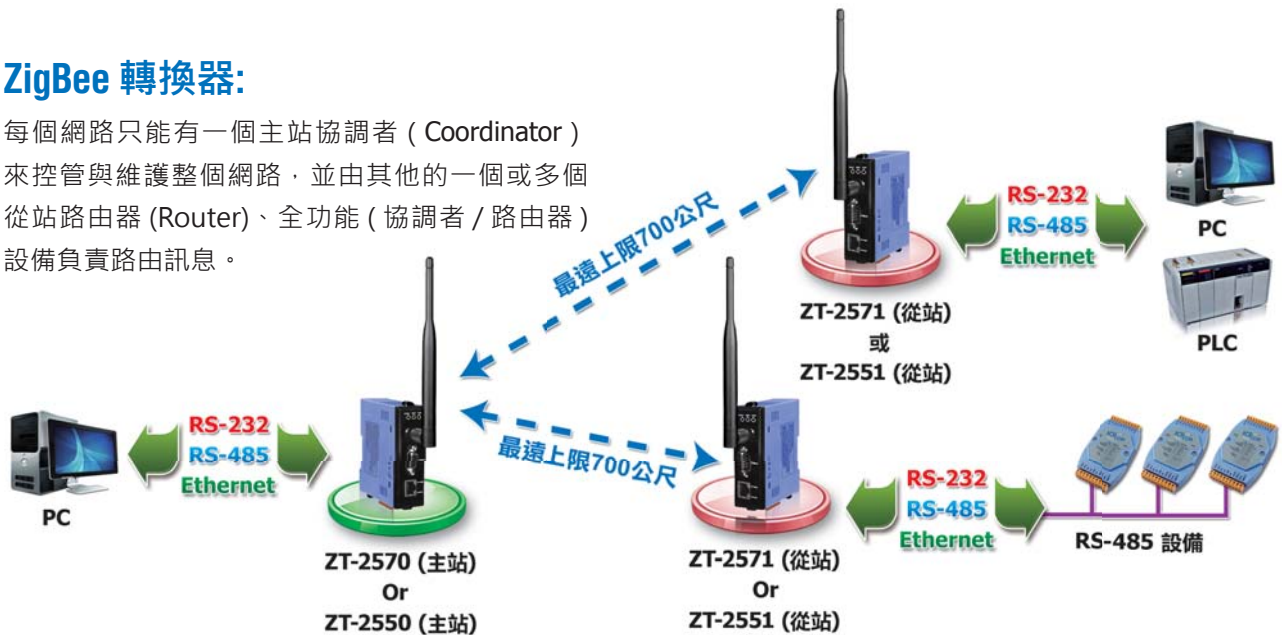 ZigBee 轉換器:
每個網路只能有一個主站協調者 ( Coordinator )
來控管與維護整個網路，並由其他的一個或多個
從站路由器 (Router)、全功能 ( 協調者 / 路由器 )
設備負責路由訊息。
最遠上限700公尺
RS-232
RS-485
Ethernet
PC
PLC
ZT-2571 (從站)
或
ZT-2551 (從站)
最遠上限700公尺
RS-232
RS-485
Ethernet
PC
ZT-2570 (主站)
Or
ZT-2550 (主站)
ZT-2571 (從站)
Or
ZT-2551 (從站)
RS-232
RS-485
Ethernet
RS-485 設備